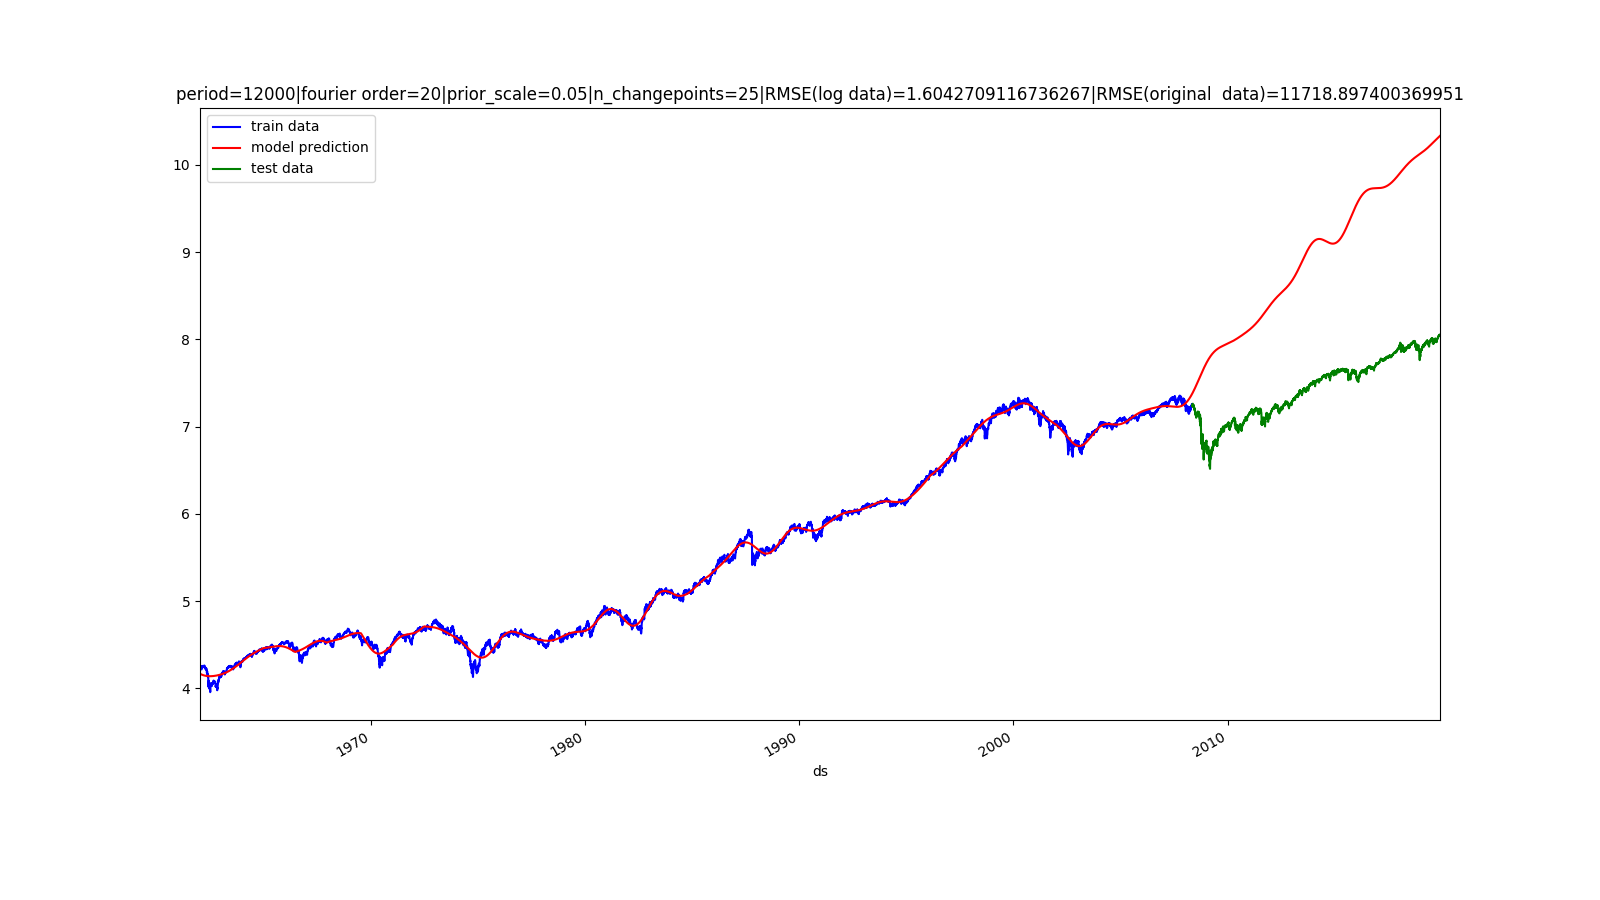 period=12000|fourier order=20|prior_scale=0.05|n_changepoints=25|RMSE(log data)=1.6042709116736267|RMSE(original  data)=11718.897400369951
train data
model prediction
test data
10
9
8
7
6
5
4
1970
1980
1990
2000
2010
ds